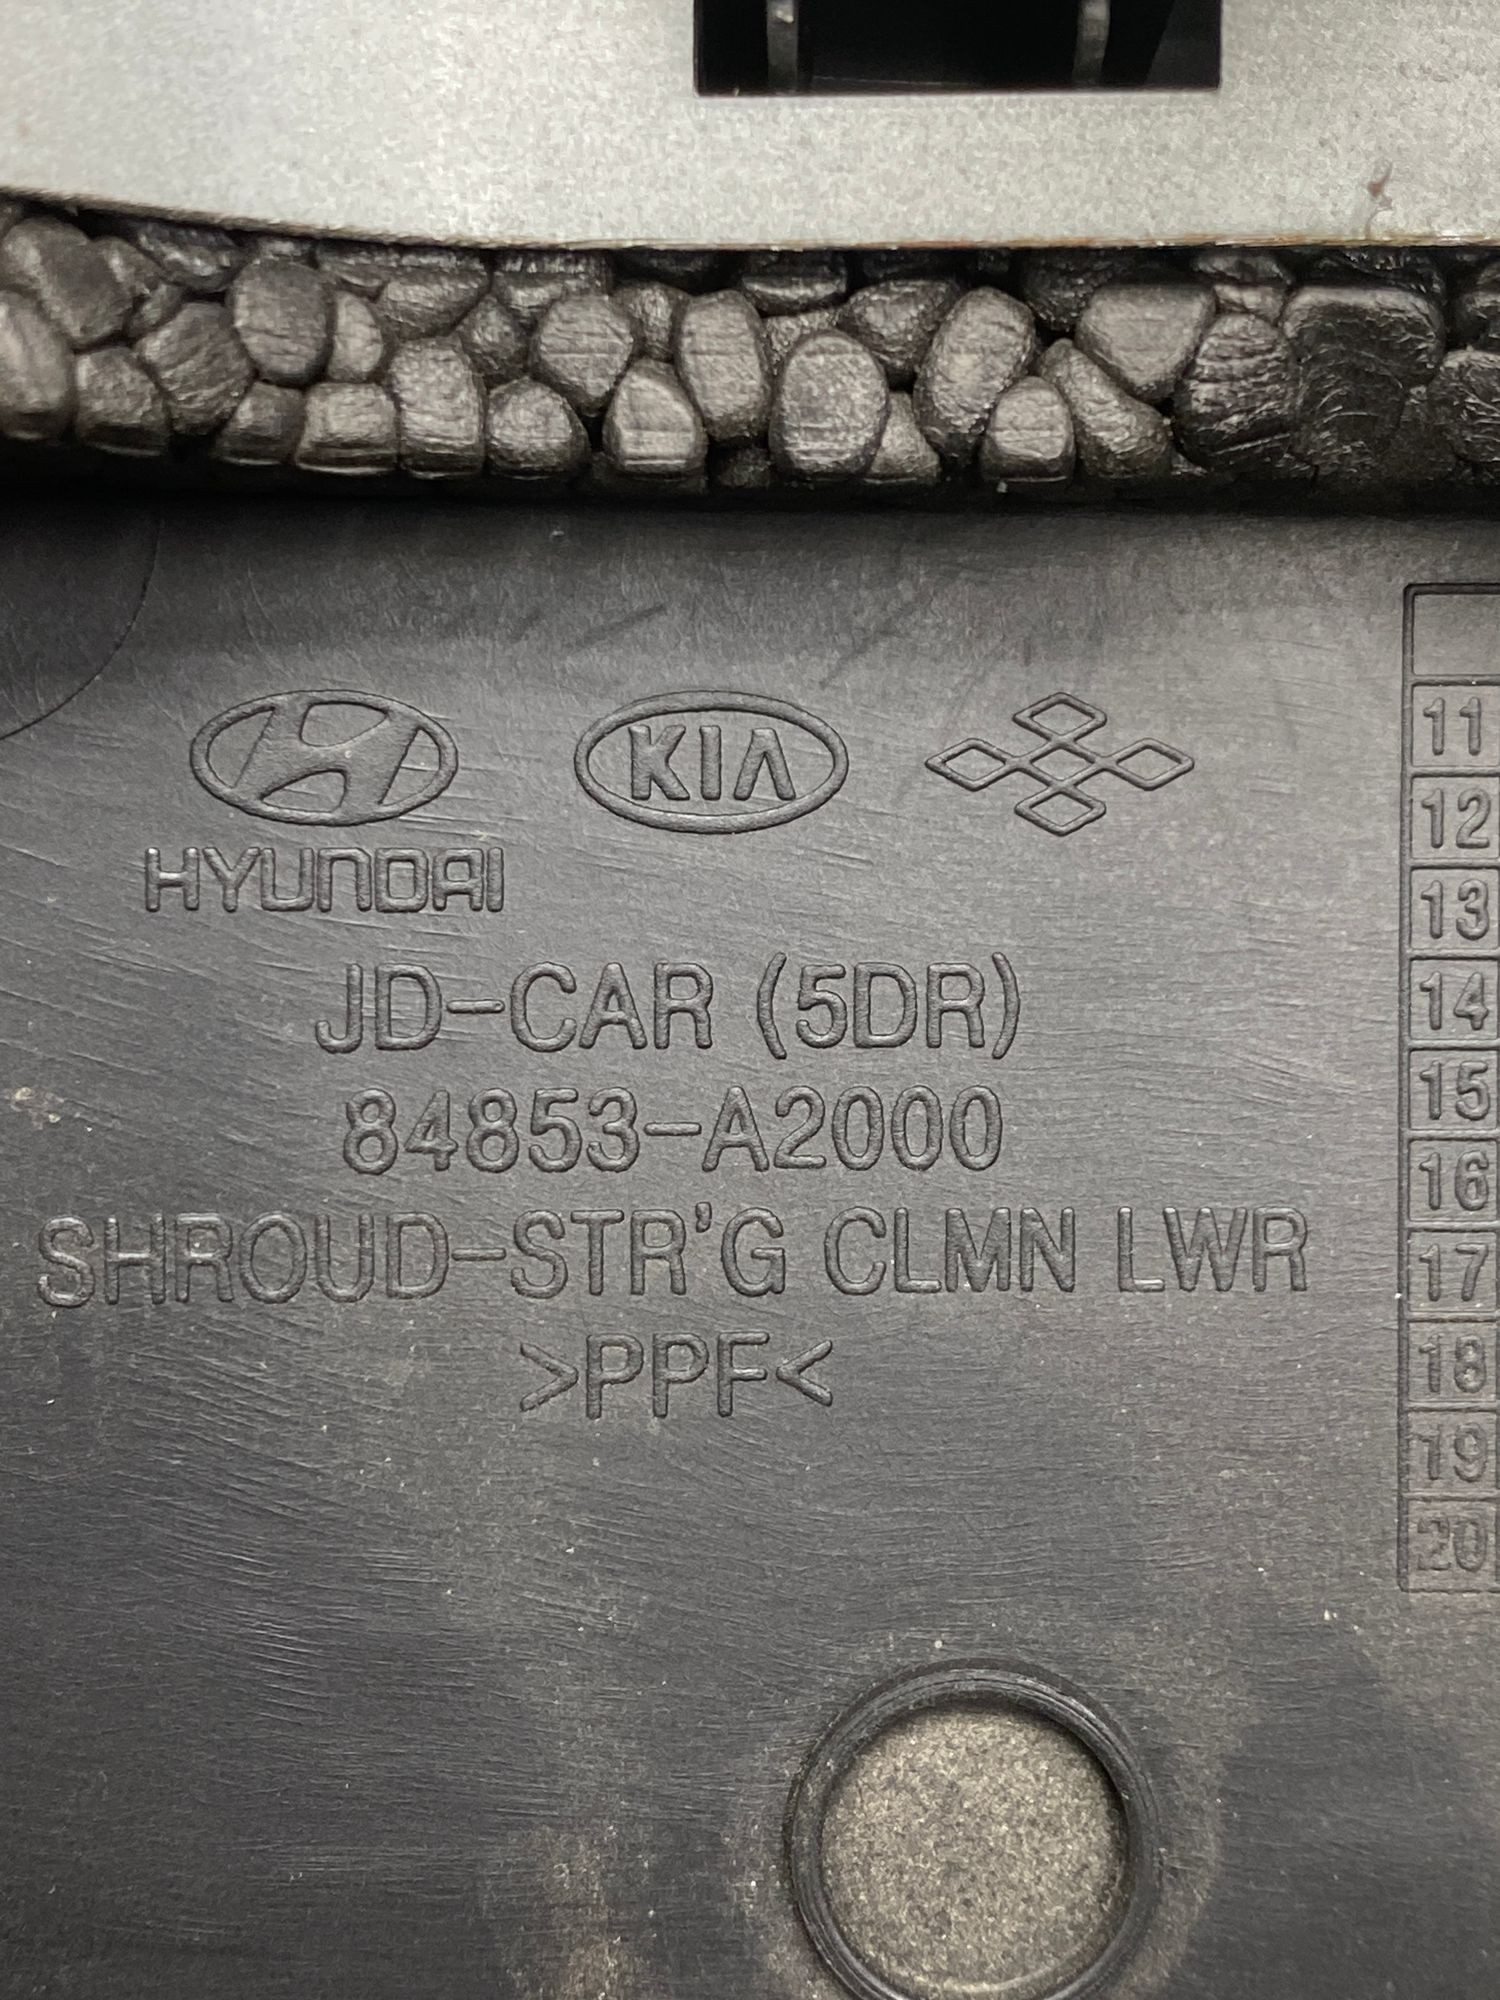 KIA
HYUNDAI
JD-CAR (5DR)
84853-A2000
SHROUD-STR'G CLMN LWR
>PPF<
11
12
13
14
15
16
17
18
19
20